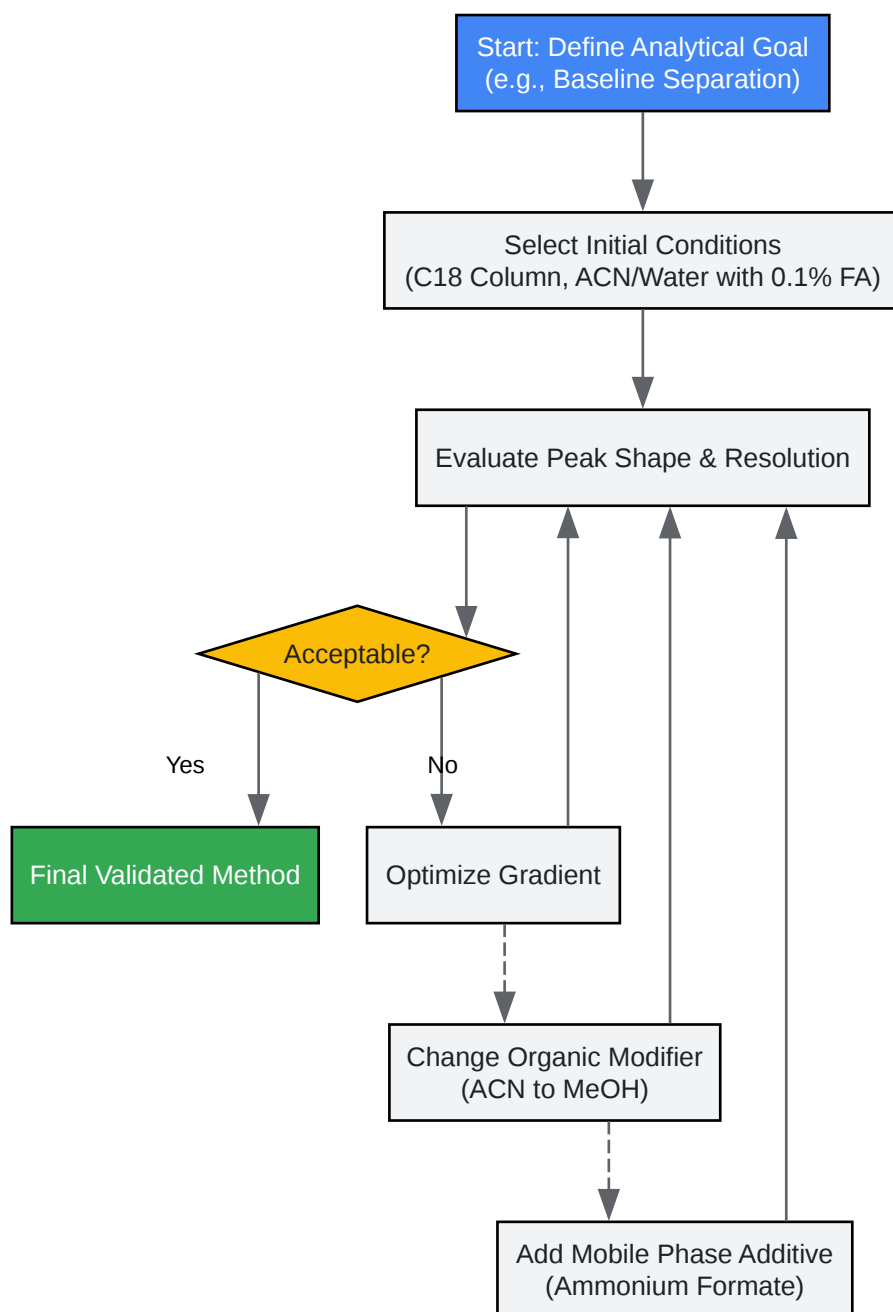 Start: Define Analytical Goal
(e.g., Baseline Separation)
Select Initial Conditions
(C18 Column, ACN/Water with 0.1% FA)
Evaluate Peak Shape & Resolution
Acceptable?
Yes
No
Final Validated Method
Optimize Gradient
Change Organic Modifier
(ACN to MeOH)
Add Mobile Phase Additive
(Ammonium Formate)